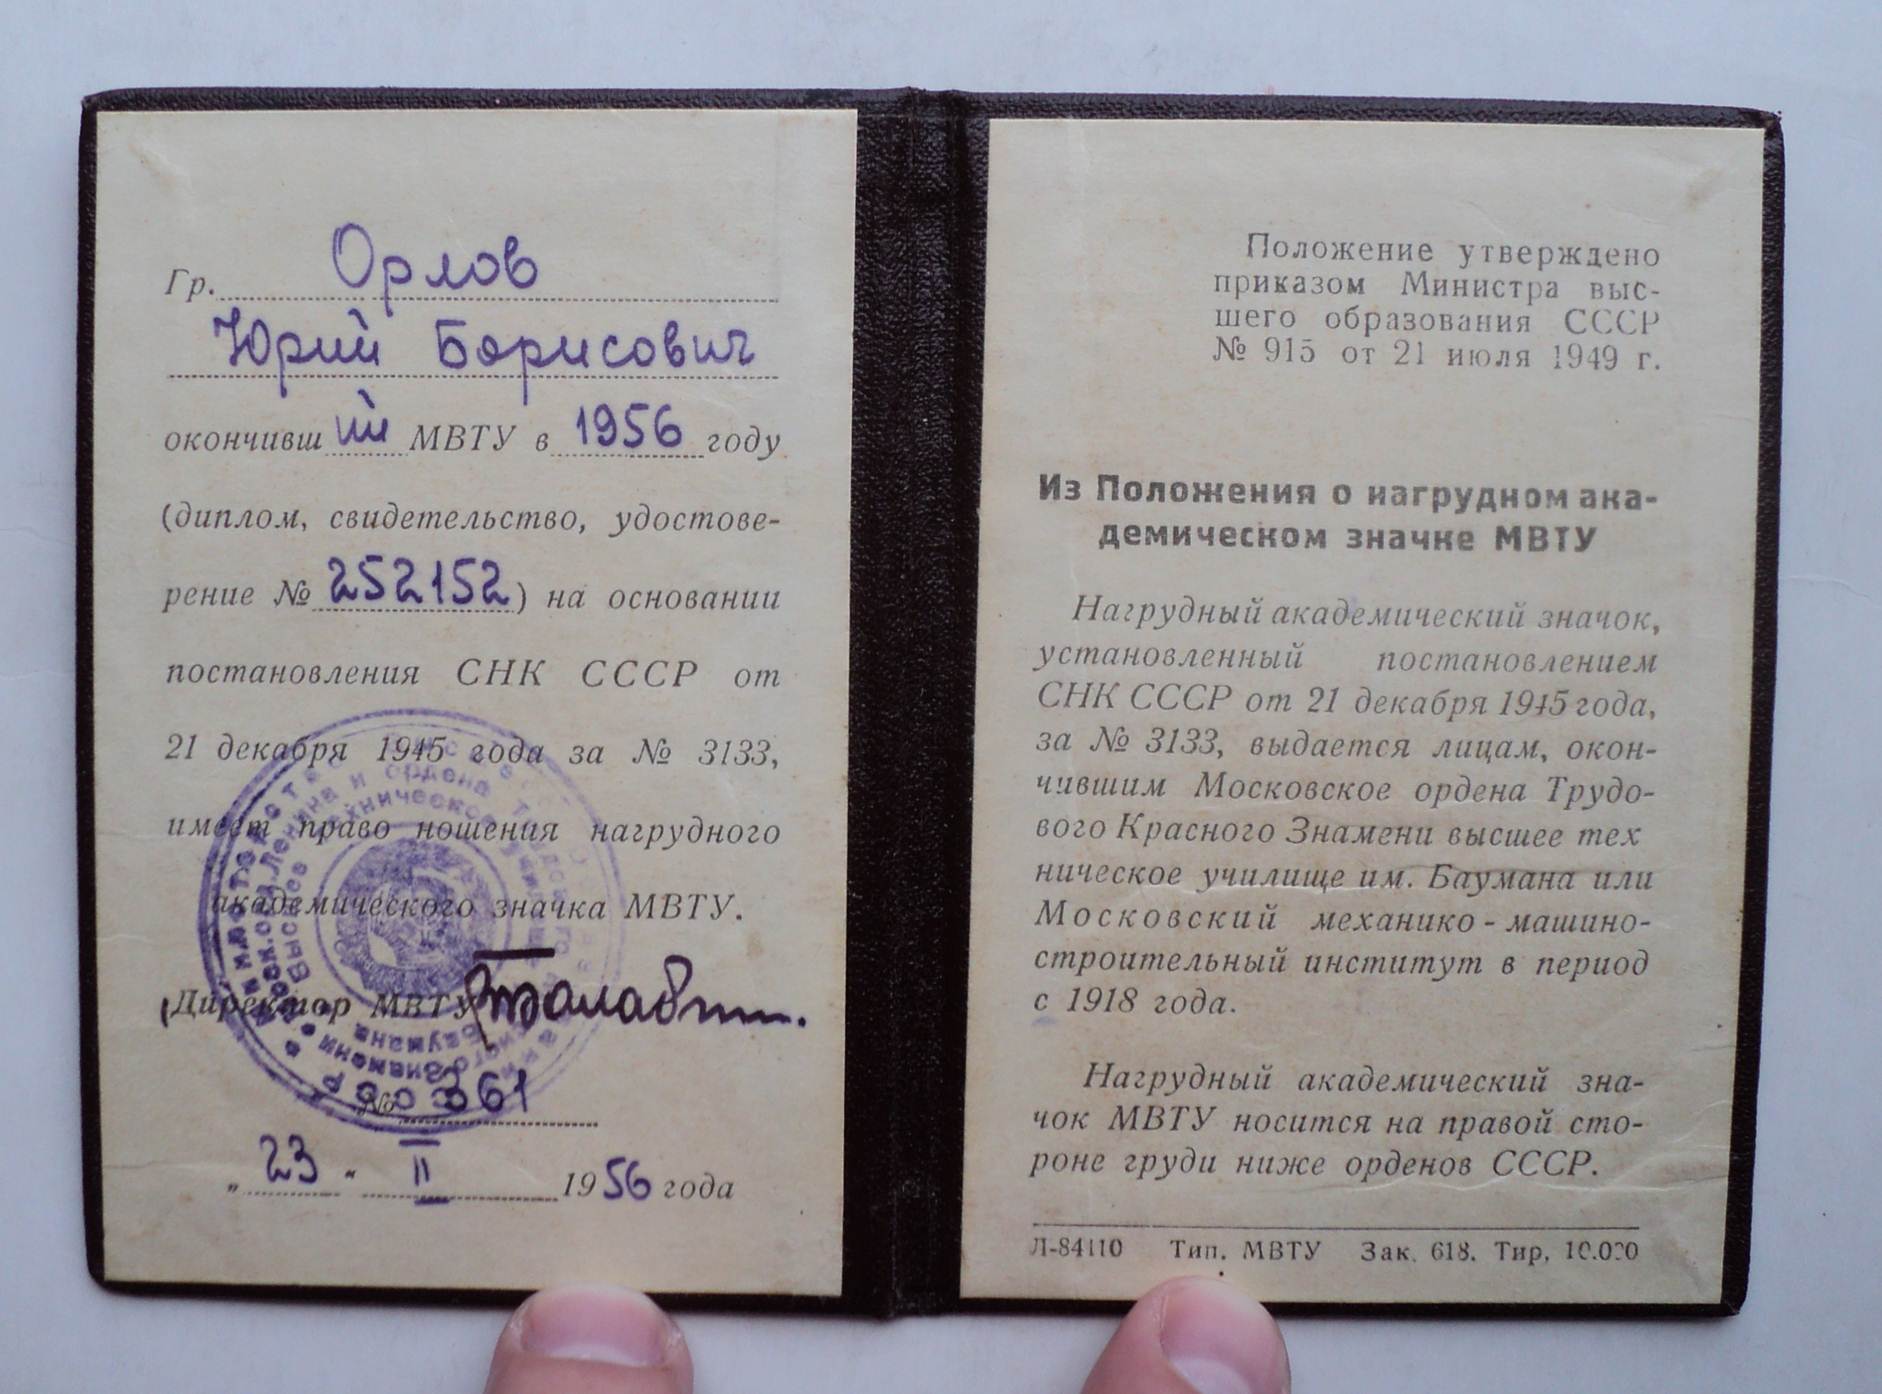 Гр. Орлов
Юрий Борисович
окончивший МВТУ в 1956 году
(диплом, свидетельство, удостове-
рение № 252152) на основании
постановления СНК СССР от
21 декабря 1945 года за № 3133,
имеет право ношения нагрудного
академического значка МВТУ.
Директор МВТУ
№ 361
„ 23 “ II 1956 года
Положение утверждено
приказом Министра выс-
шего образования СССР
№ 915 от 21 июля 1949 г.
Из Положения о нагрудном ака-
демическом значке МВТУ
Нагрудный академический значок,
установленный постановлением
СНК СССР от 21 декабря 1945 года,
за № 3133, выдается лицам, окон-
чившим Московское ордена Трудо-
вого Красного Знамени высшее тех
ническое училище им. Баумана или
Московский механико-машино-
строительный институт в период
с 1918 года.
Нагрудный академический зна-
чок МВТУ носится на правой сто-
роне груди ниже орденов СССР.
Л-84110 Тип. МВТУ Зак. 618. Тир. 10.000